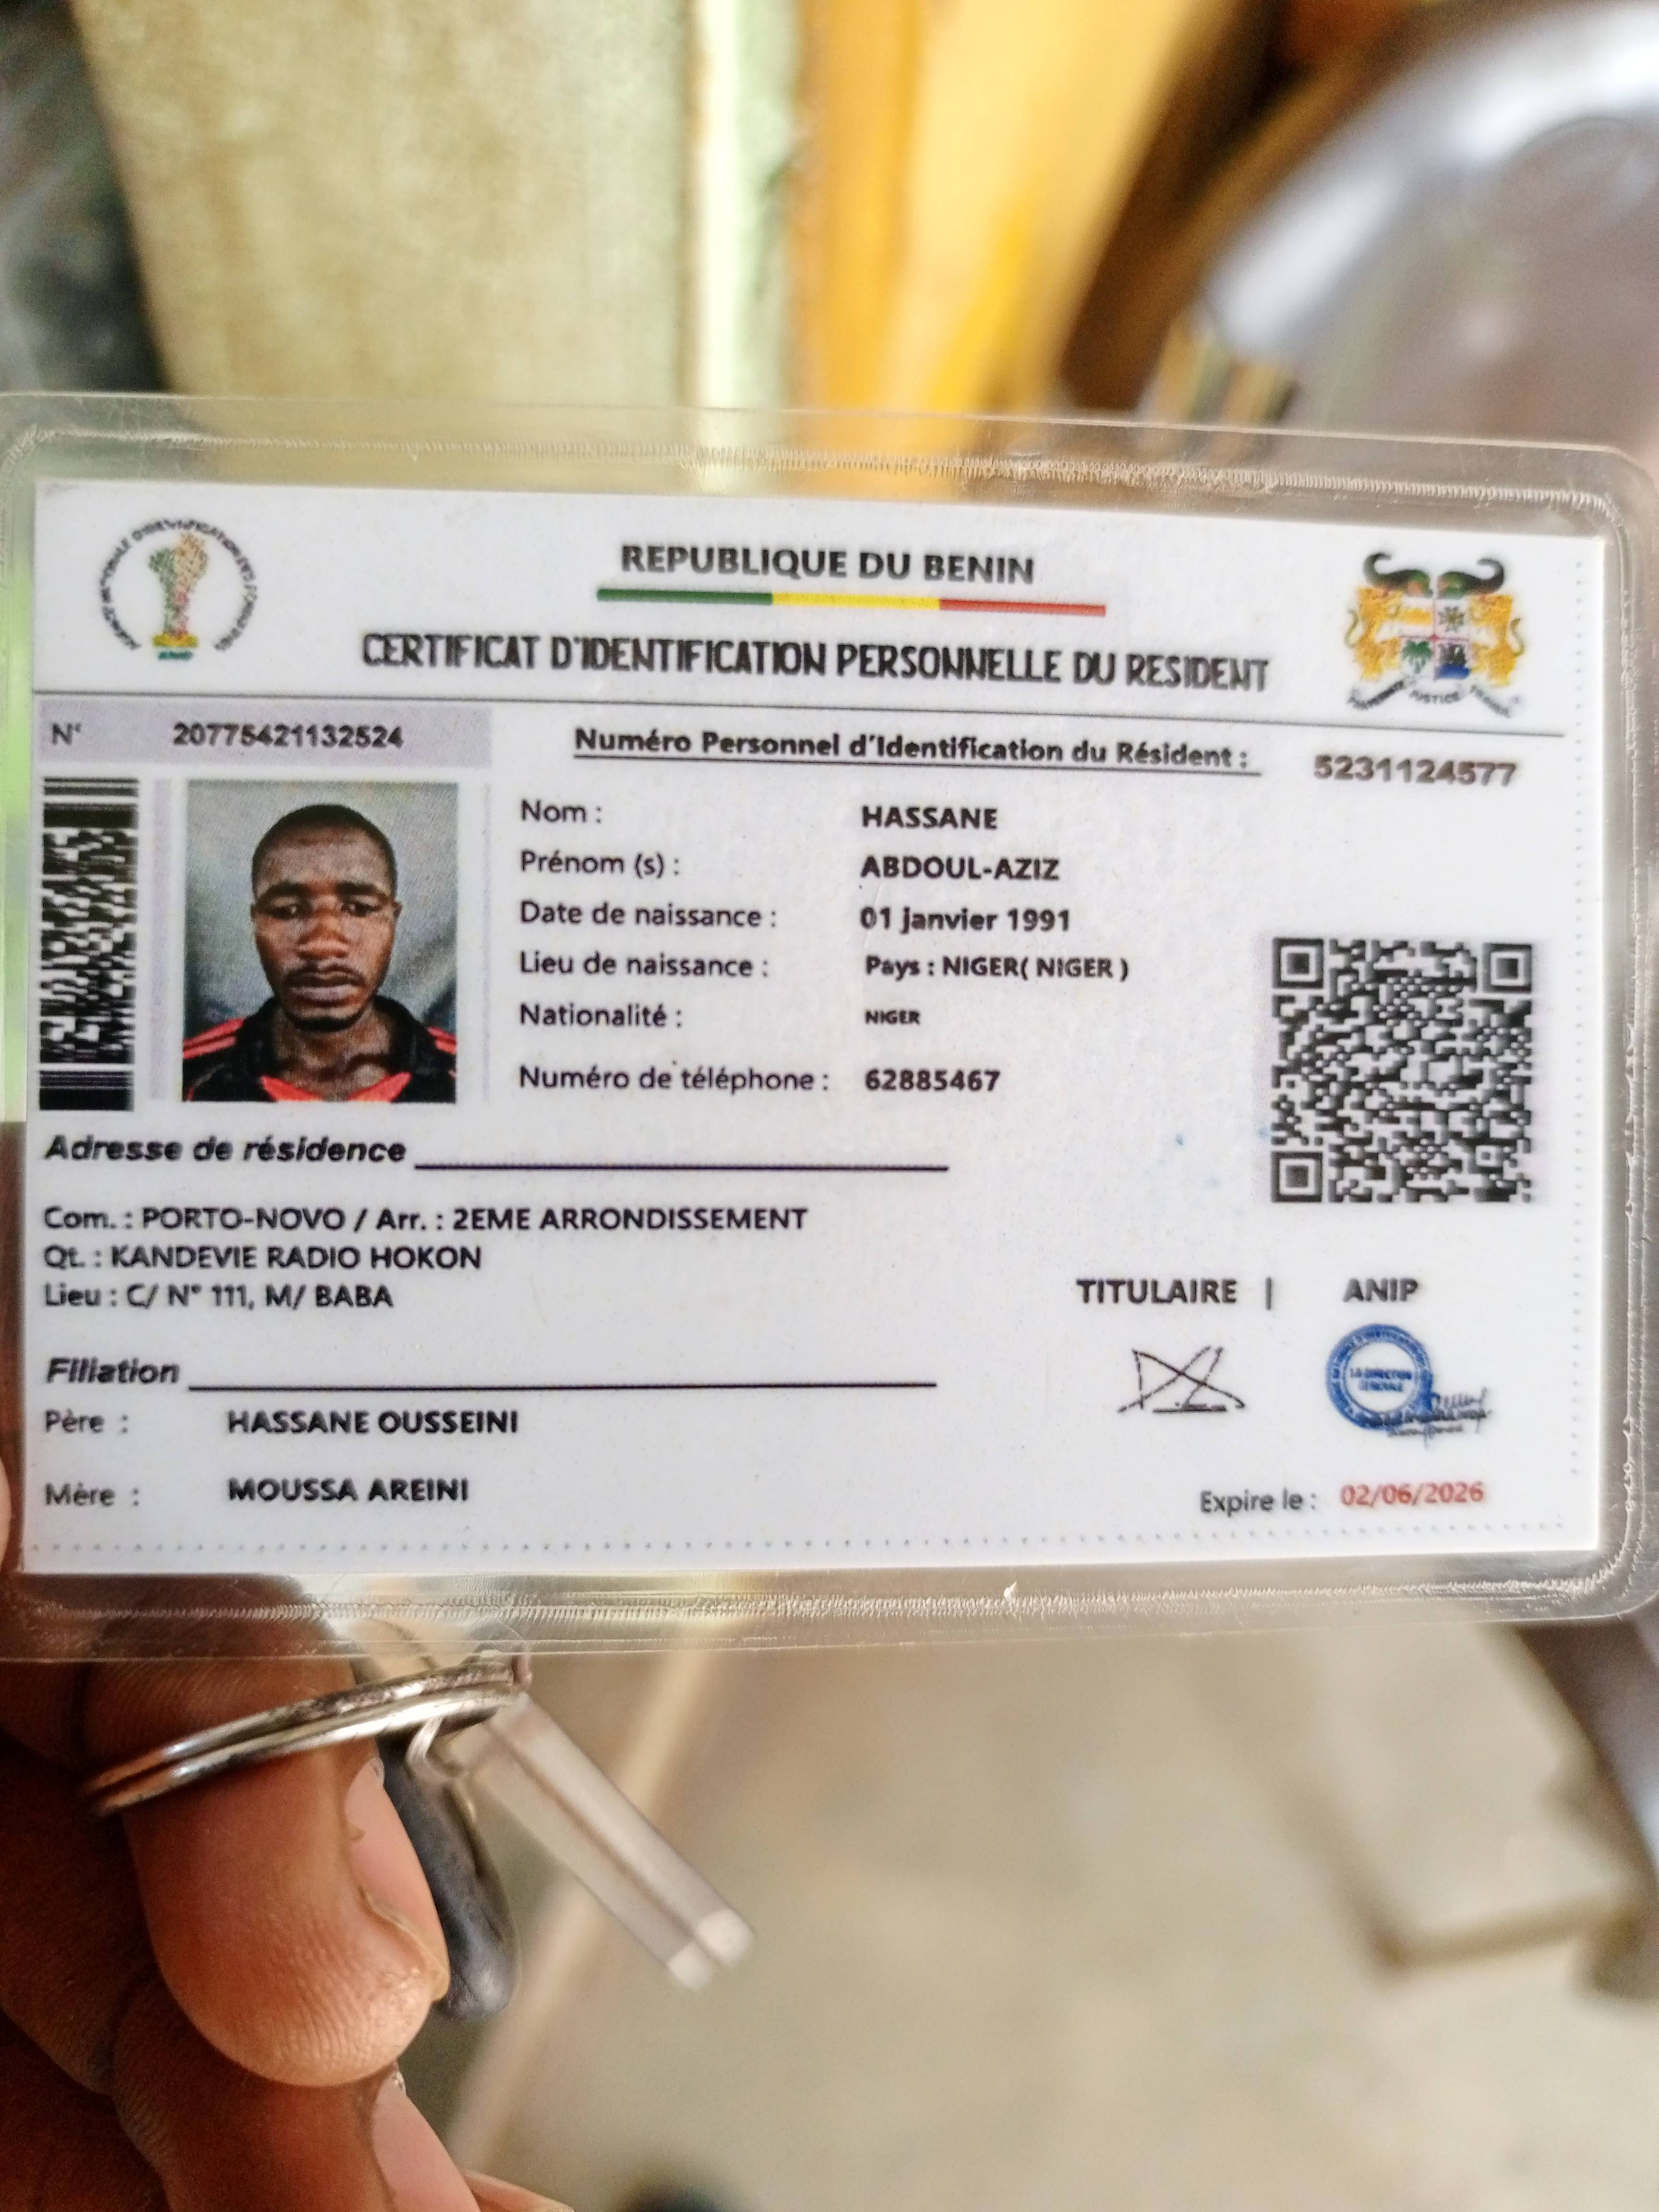 REPUBLIQUE DU BENIN
CERTIFICAT D'IDENTIFICATION PERSONNELLE DU RESIDENT
N° 20775421132524
Numéro Personnel d'Identification du Résident : 5231124577
Nom : HASSANE
Prénom (s) : ABDOUL-AZIZ
Date de naissance : 01 janvier 1991
Lieu de naissance : Pays : NIGER( NIGER )
Nationalité : NIGER
Numéro de téléphone : 62885467
Adresse de résidence
Com. : PORTO-NOVO / Arr. : 2EME ARRONDISSEMENT
Qt. : KANDEVIE RADIO HOKON
Lieu : C/ N° 111, M/ BABA
TITULAIRE | ANIP
LA DIRECTION
GENERALE
Filiation
Père : HASSANE OUSSEINI
Mère : MOUSSA AREINI
Expire le : 02/06/2026